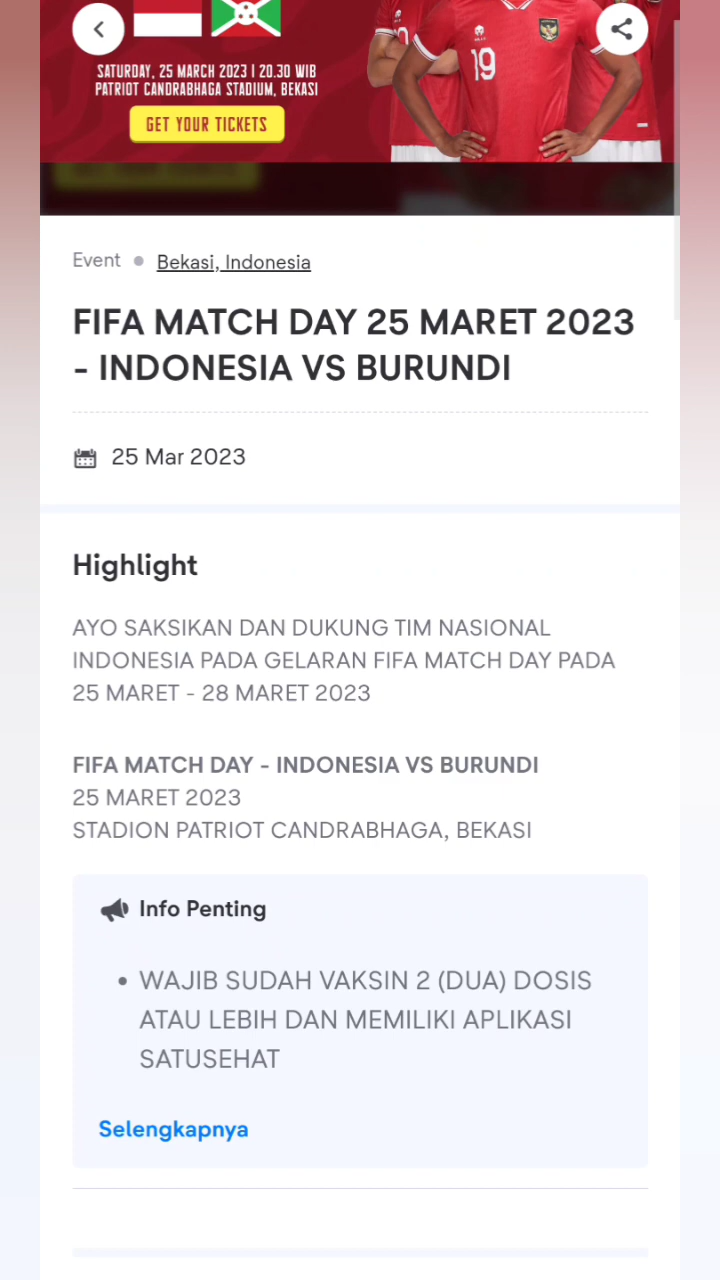 SATURDAY, 25 MARCH 2023 | 20.30 WIB
PATRIOT CANDRABHAGA STADIUM, BEKASI
GET YOUR TICKETS
19
Event • Bekasi, Indonesia
FIFA MATCH DAY 25 MARET 2023
- INDONESIA VS BURUNDI
25 Mar 2023
Highlight
AYO SAKSIKAN DAN DUKUNG TIM NASIONAL
INDONESIA PADA GELARAN FIFA MATCH DAY PADA
25 MARET - 28 MARET 2023
FIFA MATCH DAY - INDONESIA VS BURUNDI
25 MARET 2023
STADION PATRIOT CANDRABHAGA, BEKASI
Info Penting
• WAJIB SUDAH VAKSIN 2 (DUA) DOSIS
ATAU LEBIH DAN MEMILIKI APLIKASI
SATUSEHAT
Selengkapnya